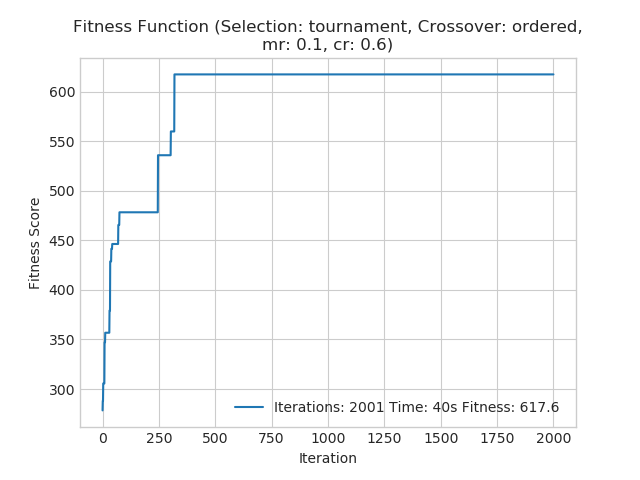 Fitness Function (Selection: tournament, Crossover: ordered,
mr: 0.1, cr: 0.6)
600
550
500
450
400
350
300
Fitness Score
Iterations: 2001 Time: 40s Fitness: 617.6
0 250 500 750 1000 1250 1500 1750 2000
Iteration